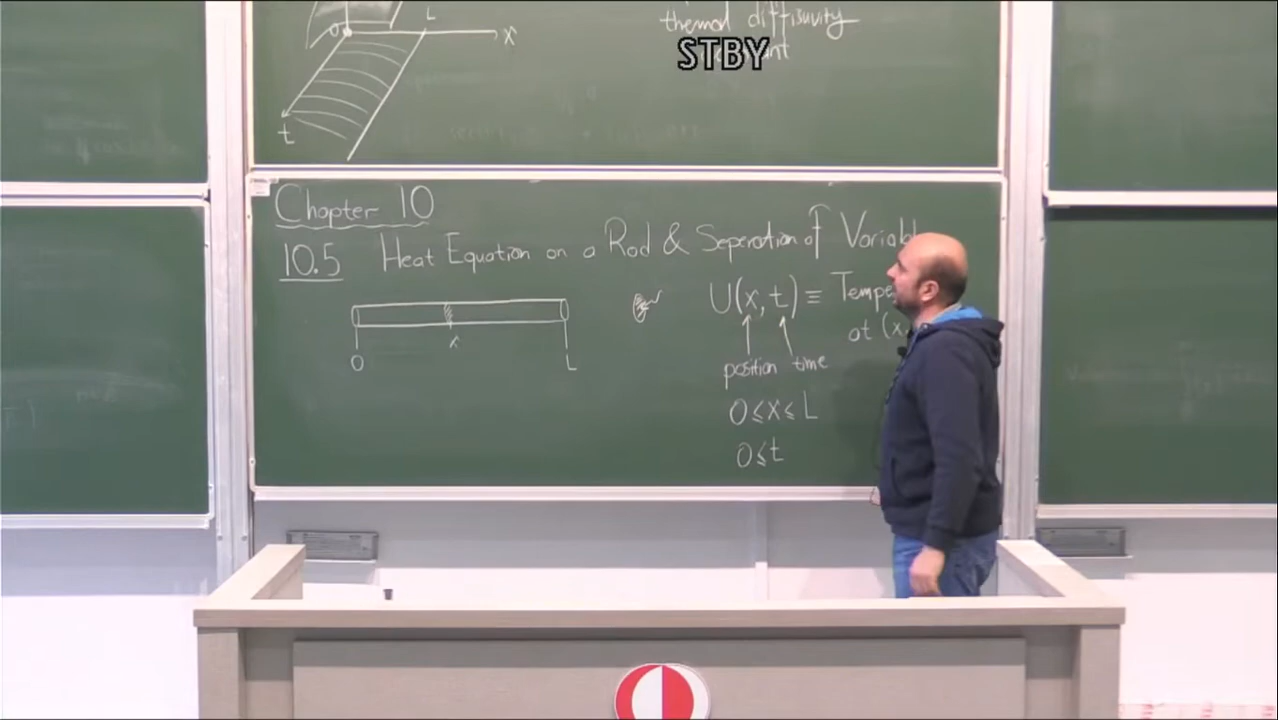 L
O
x
t
thermal diffusivity
STBY
Chapter 10
10.5 Heat Equation on a Rod & Seperation of Variabl
x
O L
U(x,t) ≡ Tempe
at (x,
position time
0 ≤ x ≤ L
0 ≤ t